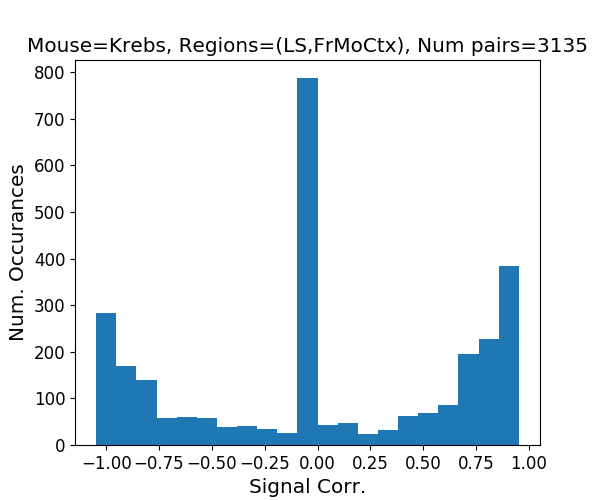 Mouse=Krebs, Regions=(LS,FrMoCtx), Num pairs=3135
800
700
600
500
400
300
200
100
0
Num. Occurances
−1.00 −0.75 −0.50 −0.25 0.00 0.25 0.50 0.75 1.00
Signal Corr.